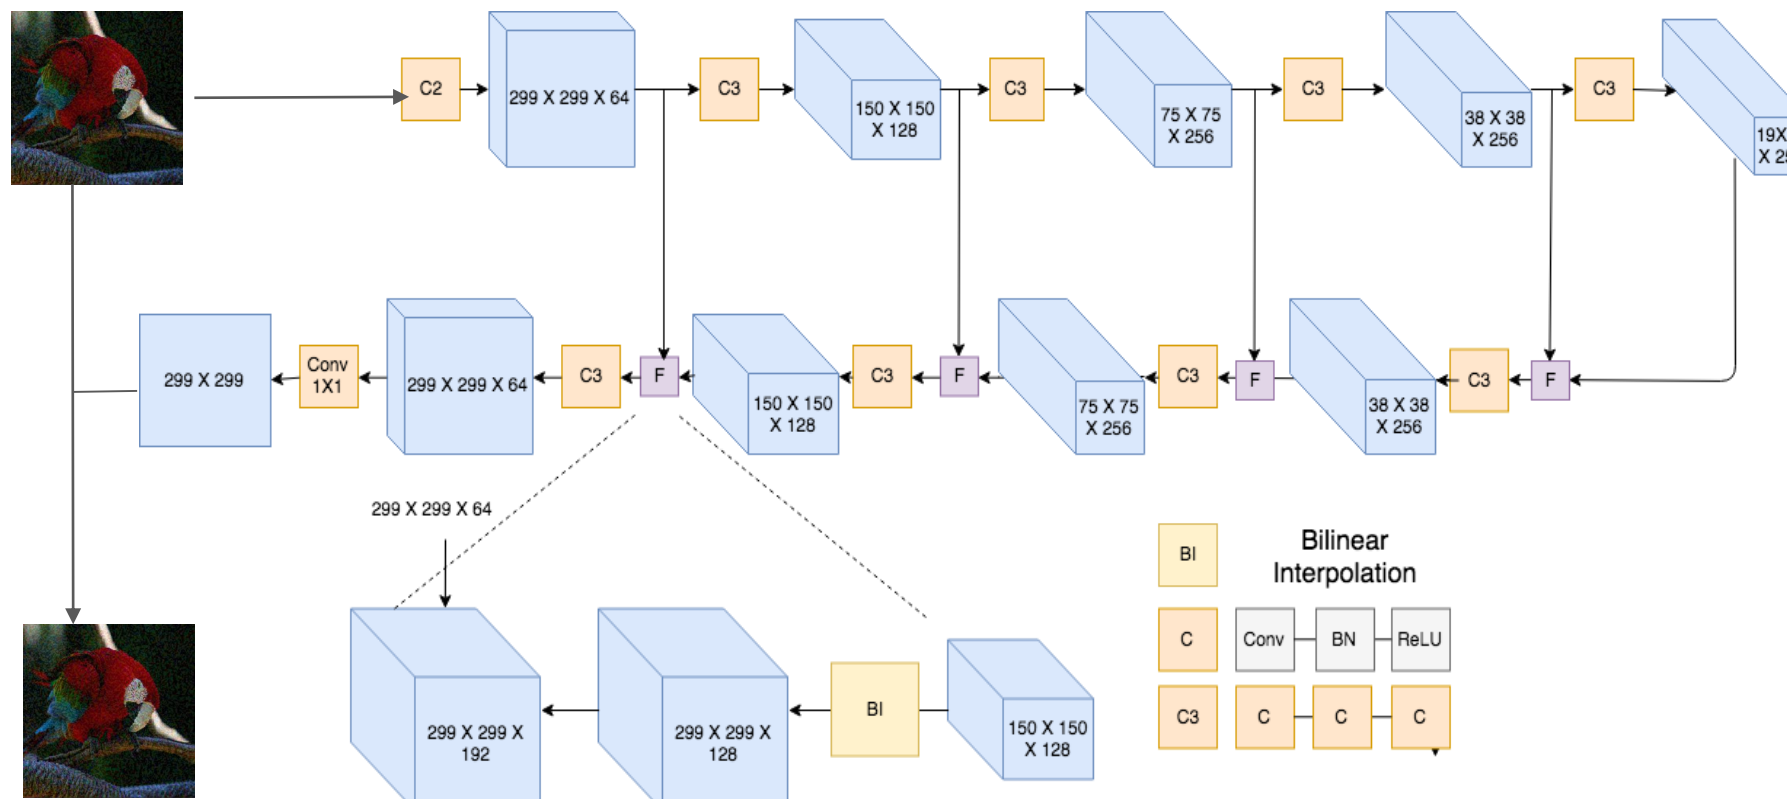 C2
299 X 299 X 64
C3
150 X 150
X 128
C3
75 X 75
X 256
C3
38 X 38
X 256
C3
19X
299 X 299
Conv
1X1
299 X 299 X 64
C3
F
150 X 150
X 128
C3
F
75 X 75
X 256
C3
F
38 X 38
X 256
C3
F
299 X 299 X 64
299 X 299 X
192
299 X 299 X
128
BI
150 X 150
X 128
BI
Bilinear
Interpolation
C
Conv
BN
ReLU
C3
C
C
C